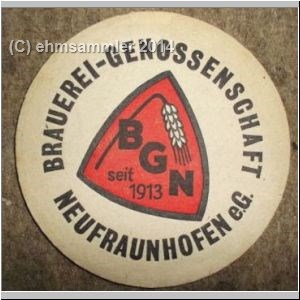 (C) ehmsammler 2014
BRAUEREI-GENOSSENSCHAFT
BGN
seit
1913
NEUFRAUNHOFEN e.G.